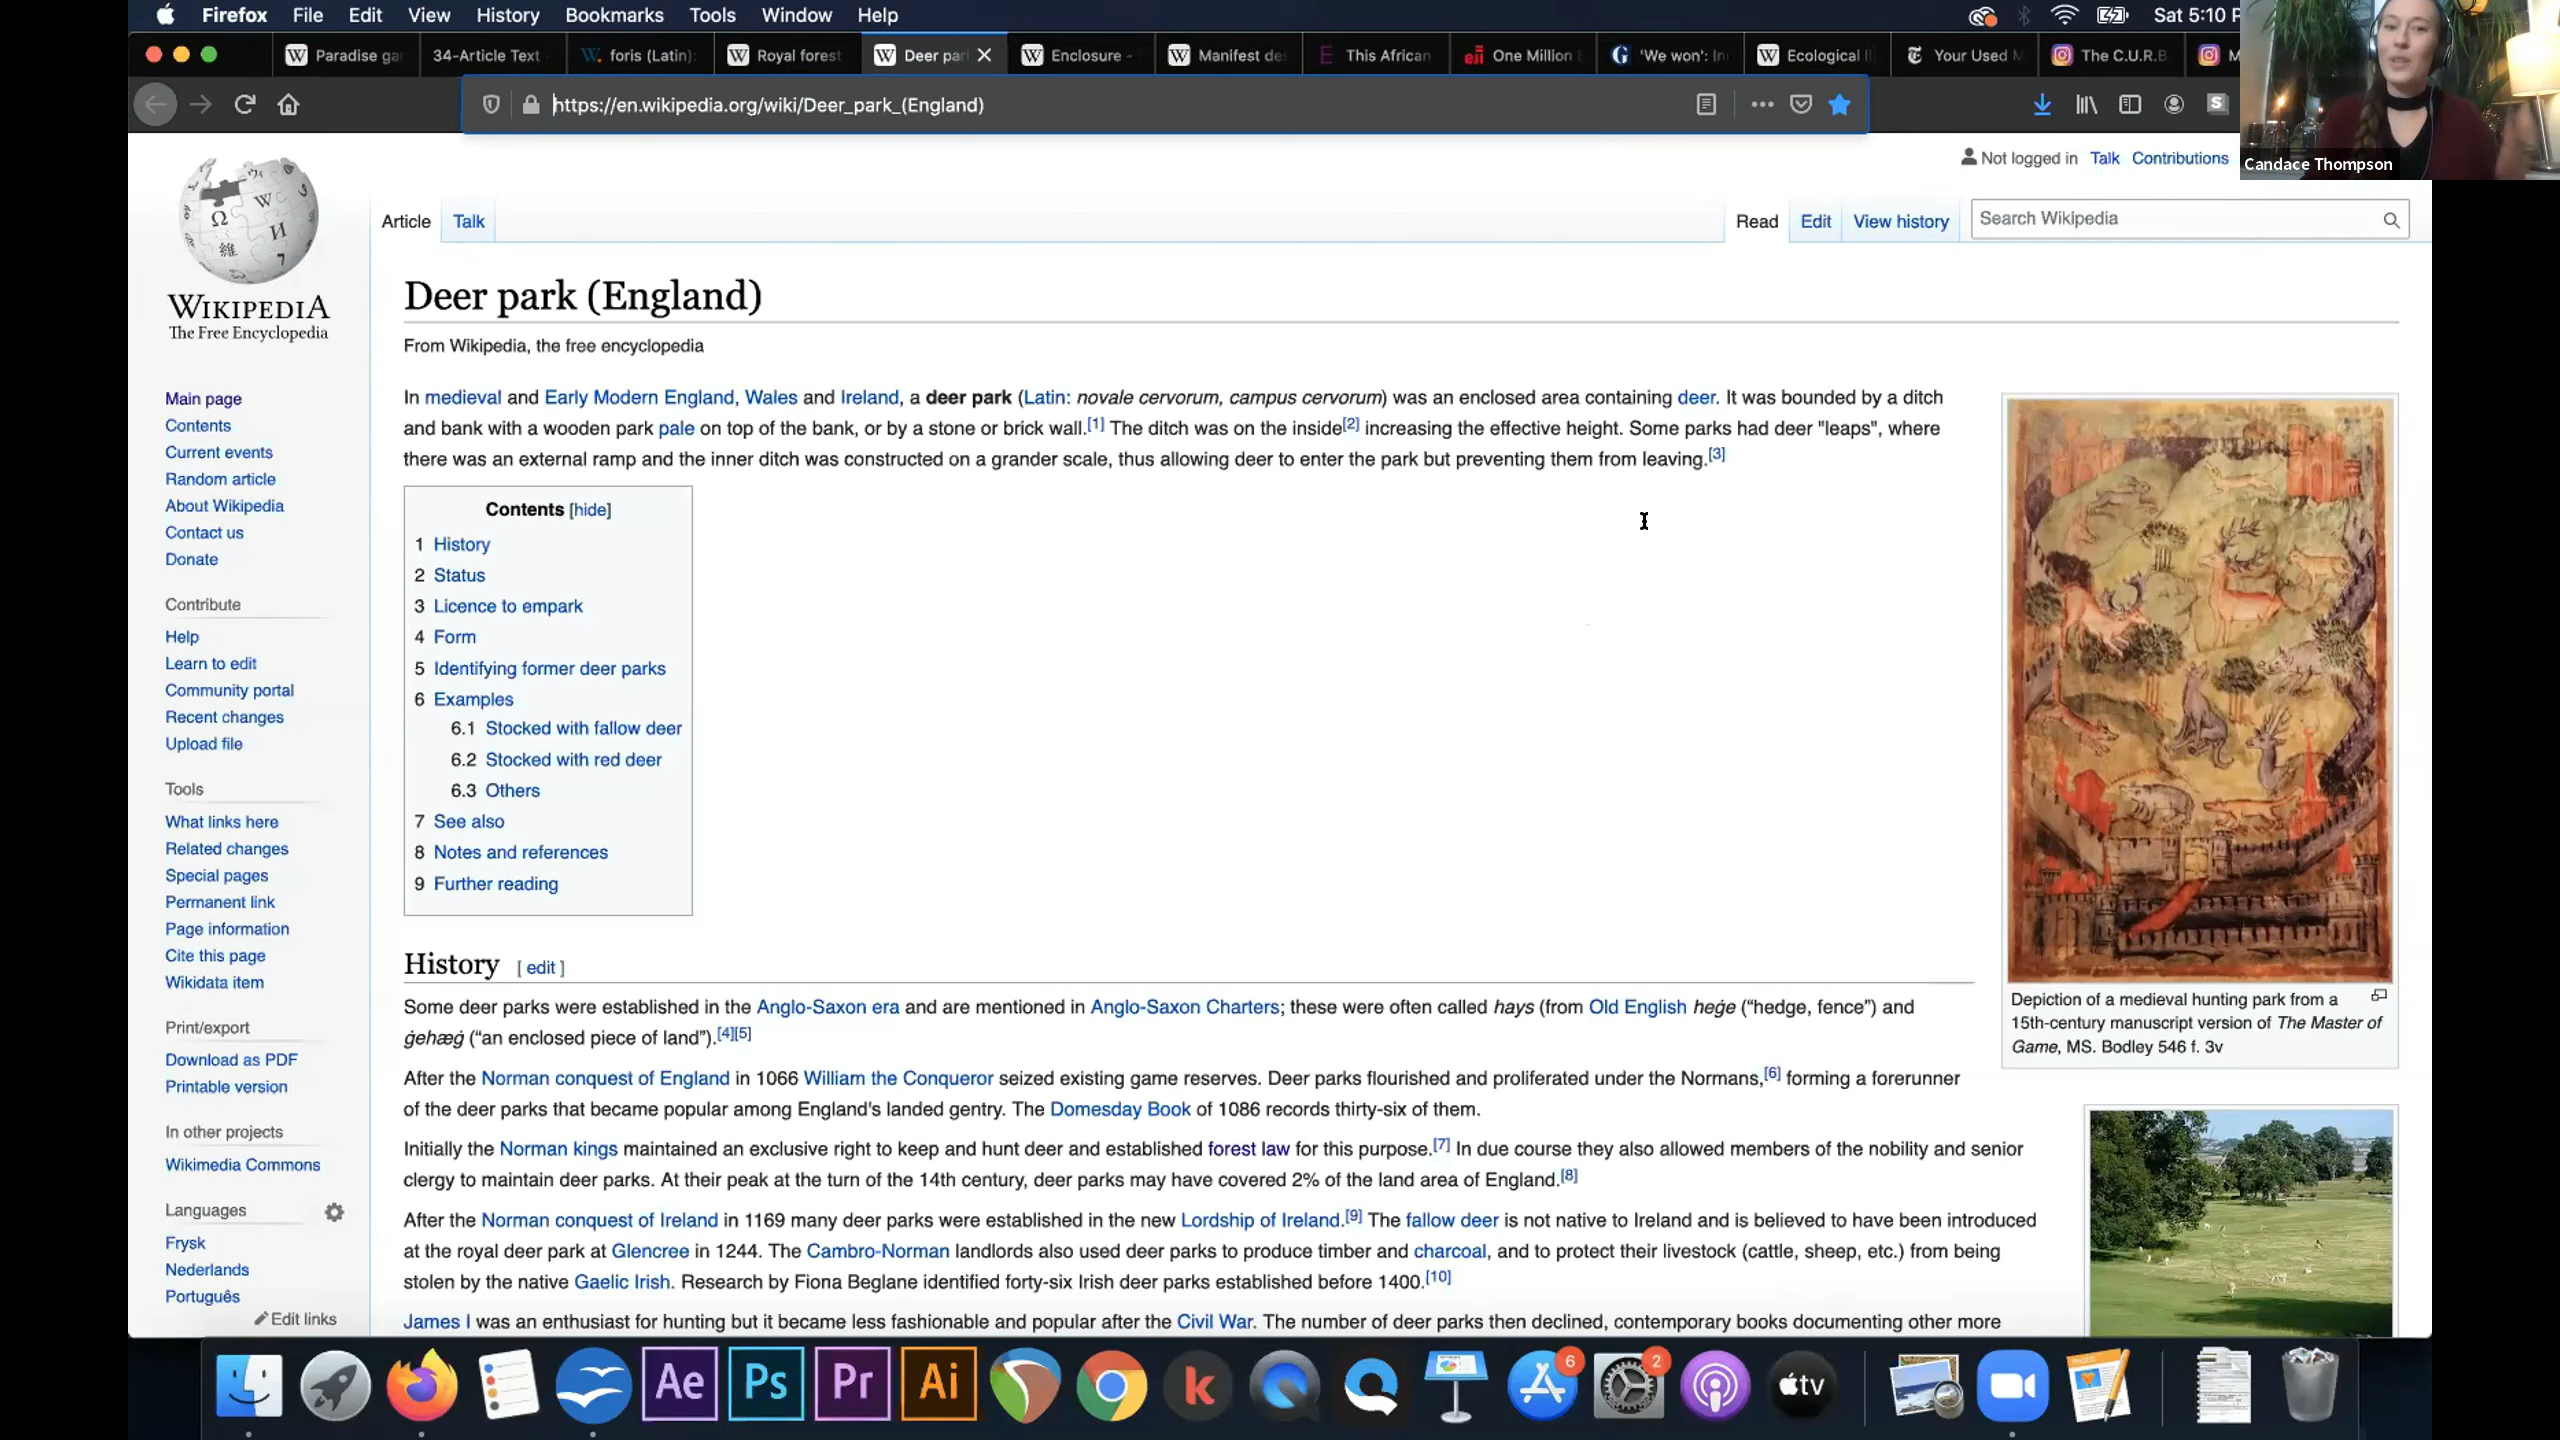 Firefox File Edit View History Bookmarks Tools Window Help
Sat 5:10 P
Paradise gar
34-Article Text
foris (Latin):
Royal forest
Deer par
Enclosure -
Manifest des
This African
One Million
'We won': In
Ecological
Your Used M
The C.U.R.B
M
https://en.wikipedia.org/wiki/Deer_park_(England)
Candace Thompson
Not logged in Talk Contributions
Article Talk
Read Edit View history
Search Wikipedia
WIKIPEDIA
The Free Encyclopedia
Main page
Contents
Current events
Random article
About Wikipedia
Contact us
Donate
Contribute
Help
Learn to edit
Community portal
Recent changes
Upload file
Tools
What links here
Related changes
Special pages
Permanent link
Page information
Cite this page
Wikidata item
Print/export
Download as PDF
Printable version
In other projects
Wikimedia Commons
Languages
Frysk
Nederlands
Português
Edit links
Deer park (England)
From Wikipedia, the free encyclopedia
In medieval and Early Modern England, Wales and Ireland, a deer park (Latin: novale cervorum, campus cervorum) was an enclosed area containing deer. It was bounded by a ditch
and bank with a wooden park pale on top of the bank, or by a stone or brick wall.[1] The ditch was on the inside[2] increasing the effective height. Some parks had deer "leaps", where
there was an external ramp and the inner ditch was constructed on a grander scale, thus allowing deer to enter the park but preventing them from leaving.[3]
Contents [hide]
1 History
2 Status
3 Licence to empark
4 Form
5 Identifying former deer parks
6 Examples
6.1 Stocked with fallow deer
6.2 Stocked with red deer
6.3 Others
7 See also
8 Notes and references
9 Further reading
Depiction of a medieval hunting park from a
15th-century manuscript version of The Master of
Game, MS. Bodley 546 f. 3v
History [ edit ]
Some deer parks were established in the Anglo-Saxon era and are mentioned in Anglo-Saxon Charters; these were often called hays (from Old English heġe (“hedge, fence”) and
ġehæġ (“an enclosed piece of land”).[4][5]
After the Norman conquest of England in 1066 William the Conqueror seized existing game reserves. Deer parks flourished and proliferated under the Normans,[6] forming a forerunner
of the deer parks that became popular among England's landed gentry. The Domesday Book of 1086 records thirty-six of them.
Initially the Norman kings maintained an exclusive right to keep and hunt deer and established forest law for this purpose.[7] In due course they also allowed members of the nobility and senior
clergy to maintain deer parks. At their peak at the turn of the 14th century, deer parks may have covered 2% of the land area of England.[8]
After the Norman conquest of Ireland in 1169 many deer parks were established in the new Lordship of Ireland.[9] The fallow deer is not native to Ireland and is believed to have been introduced
at the royal deer park at Glencree in 1244. The Cambro-Norman landlords also used deer parks to produce timber and charcoal, and to protect their livestock (cattle, sheep, etc.) from being
stolen by the native Gaelic Irish. Research by Fiona Beglane identified forty-six Irish deer parks established before 1400.[10]
James I was an enthusiast for hunting but it became less fashionable and popular after the Civil War. The number of deer parks then declined, contemporary books documenting other more
Ae
Ps
Pr
Ai
k
6
2
tv